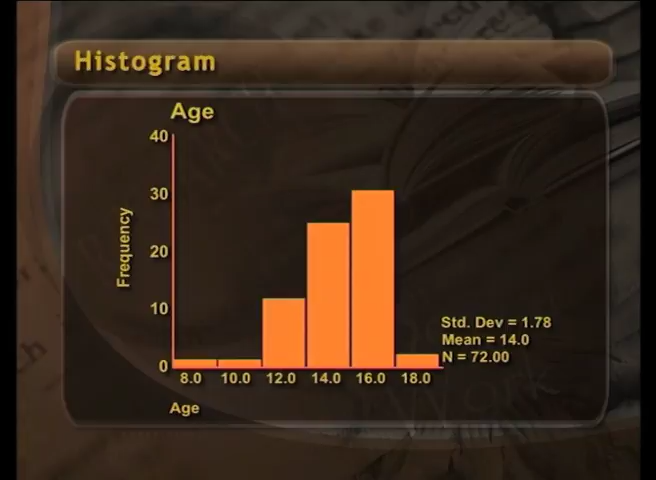 Histogram
Age
40
30
20
10
0
Frequency
8.0 10.0 12.0 14.0 16.0 18.0
Age
Std. Dev = 1.78
Mean = 14.0
N = 72.00